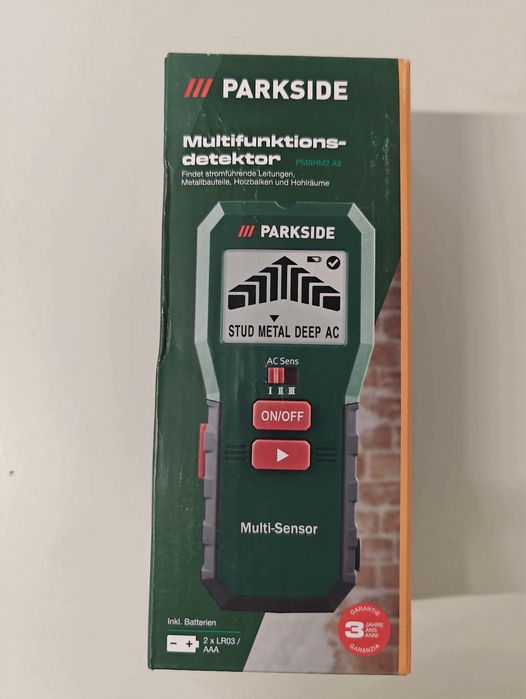 PARKSIDE
Multifunktions-
detektor PMSHM2 A3
Findet stromführende Leitungen,
Metallbauteile, Holzbalken und Hohlräume
PARKSIDE
STUD METAL DEEP AC
AC Sens
I II III
ON/OFF
Multi-Sensor
Inkl. Batterien
2 x LR03 /
AAA
GARANTIE
3 JAHRE
ANS
ANNI
GARANZIA